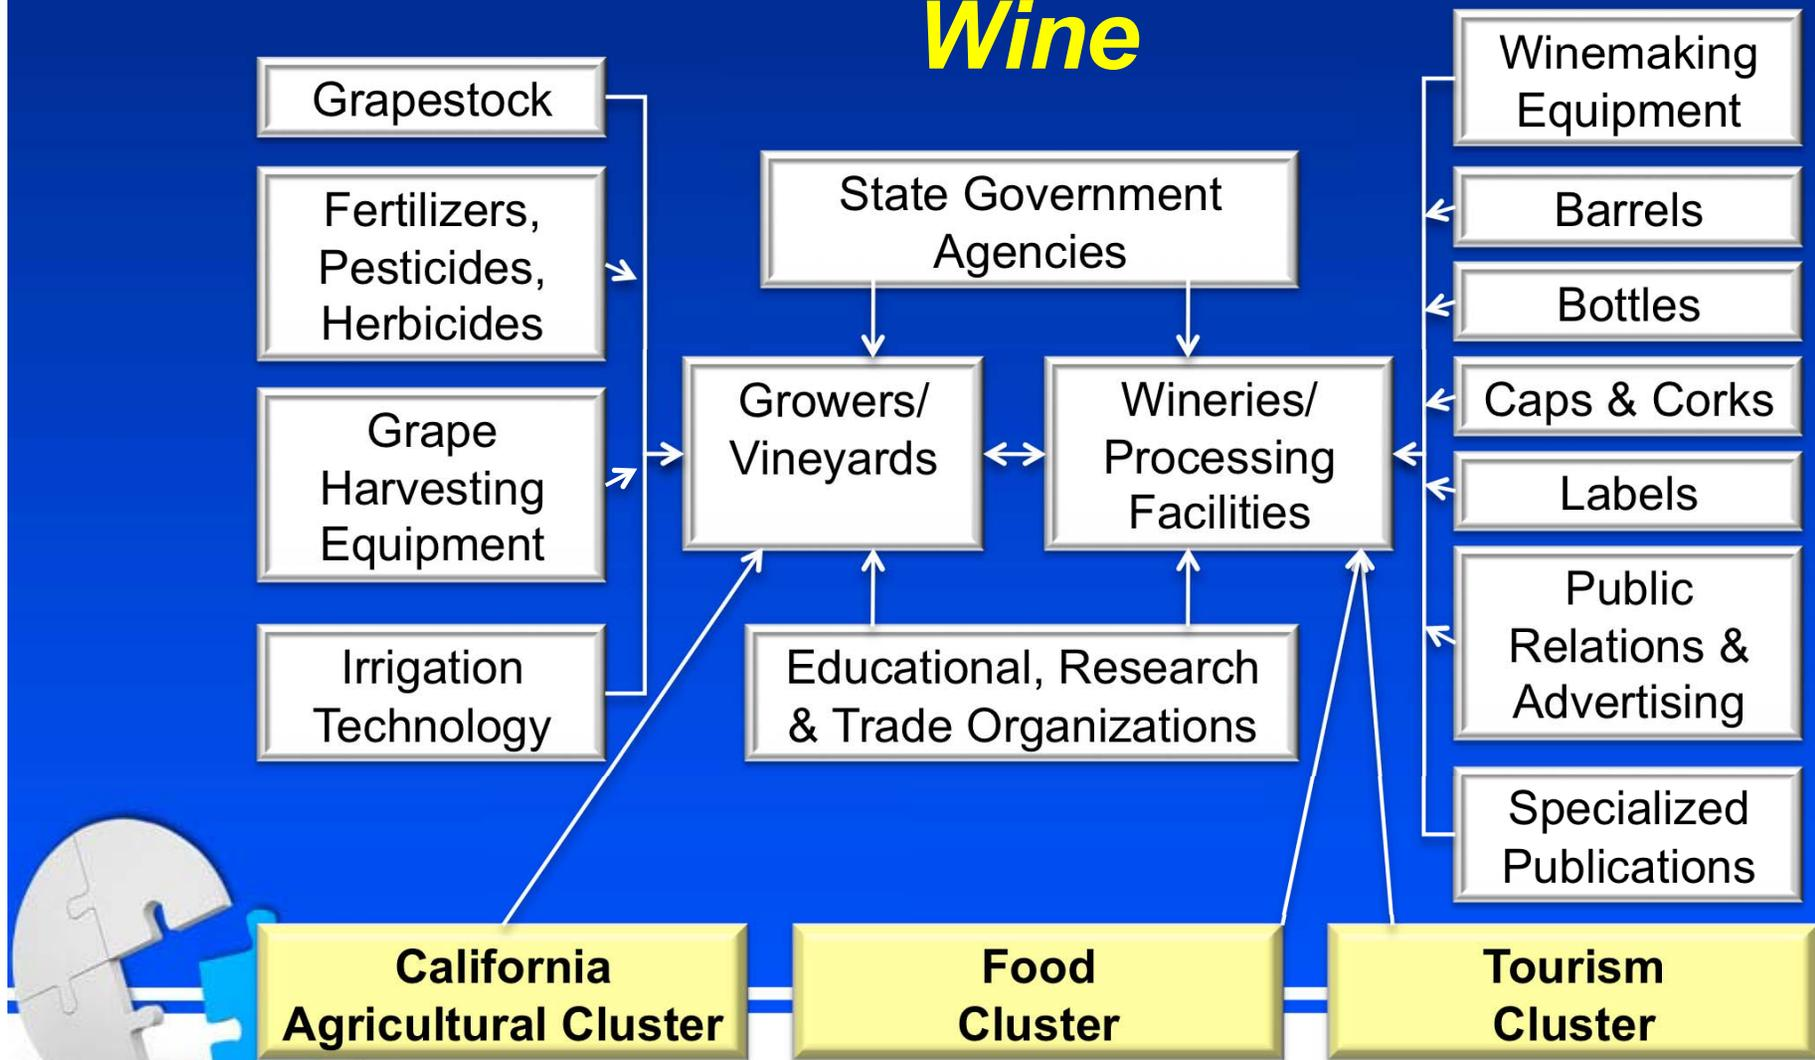 Wine
Grapestock
Fertilizers,
Pesticides,
Herbicides
Grape
Harvesting
Equipment
Irrigation
Technology
State Government
Agencies
Growers/
Vineyards
Wineries/
Processing
Facilities
Educational, Research
& Trade Organizations
Winemaking
Equipment
Barrels
Bottles
Caps & Corks
Labels
Public
Relations &
Advertising
Specialized
Publications
California
Agricultural Cluster
Food
Cluster
Tourism
Cluster